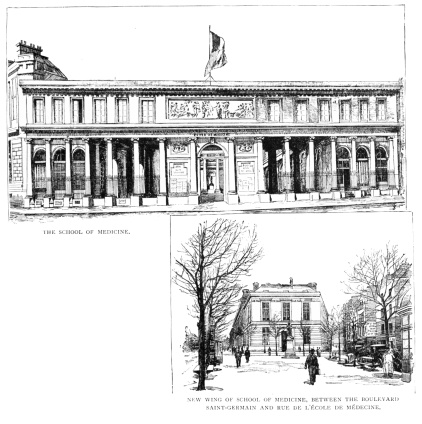 THE SCHOOL OF MEDICINE.
NEW WING OF SCHOOL OF MEDICINE, BETWEEN THE BOULEVARD
SAINT-GERMAIN AND RUE DE L'ÉCOLE DE MÉDECINE.